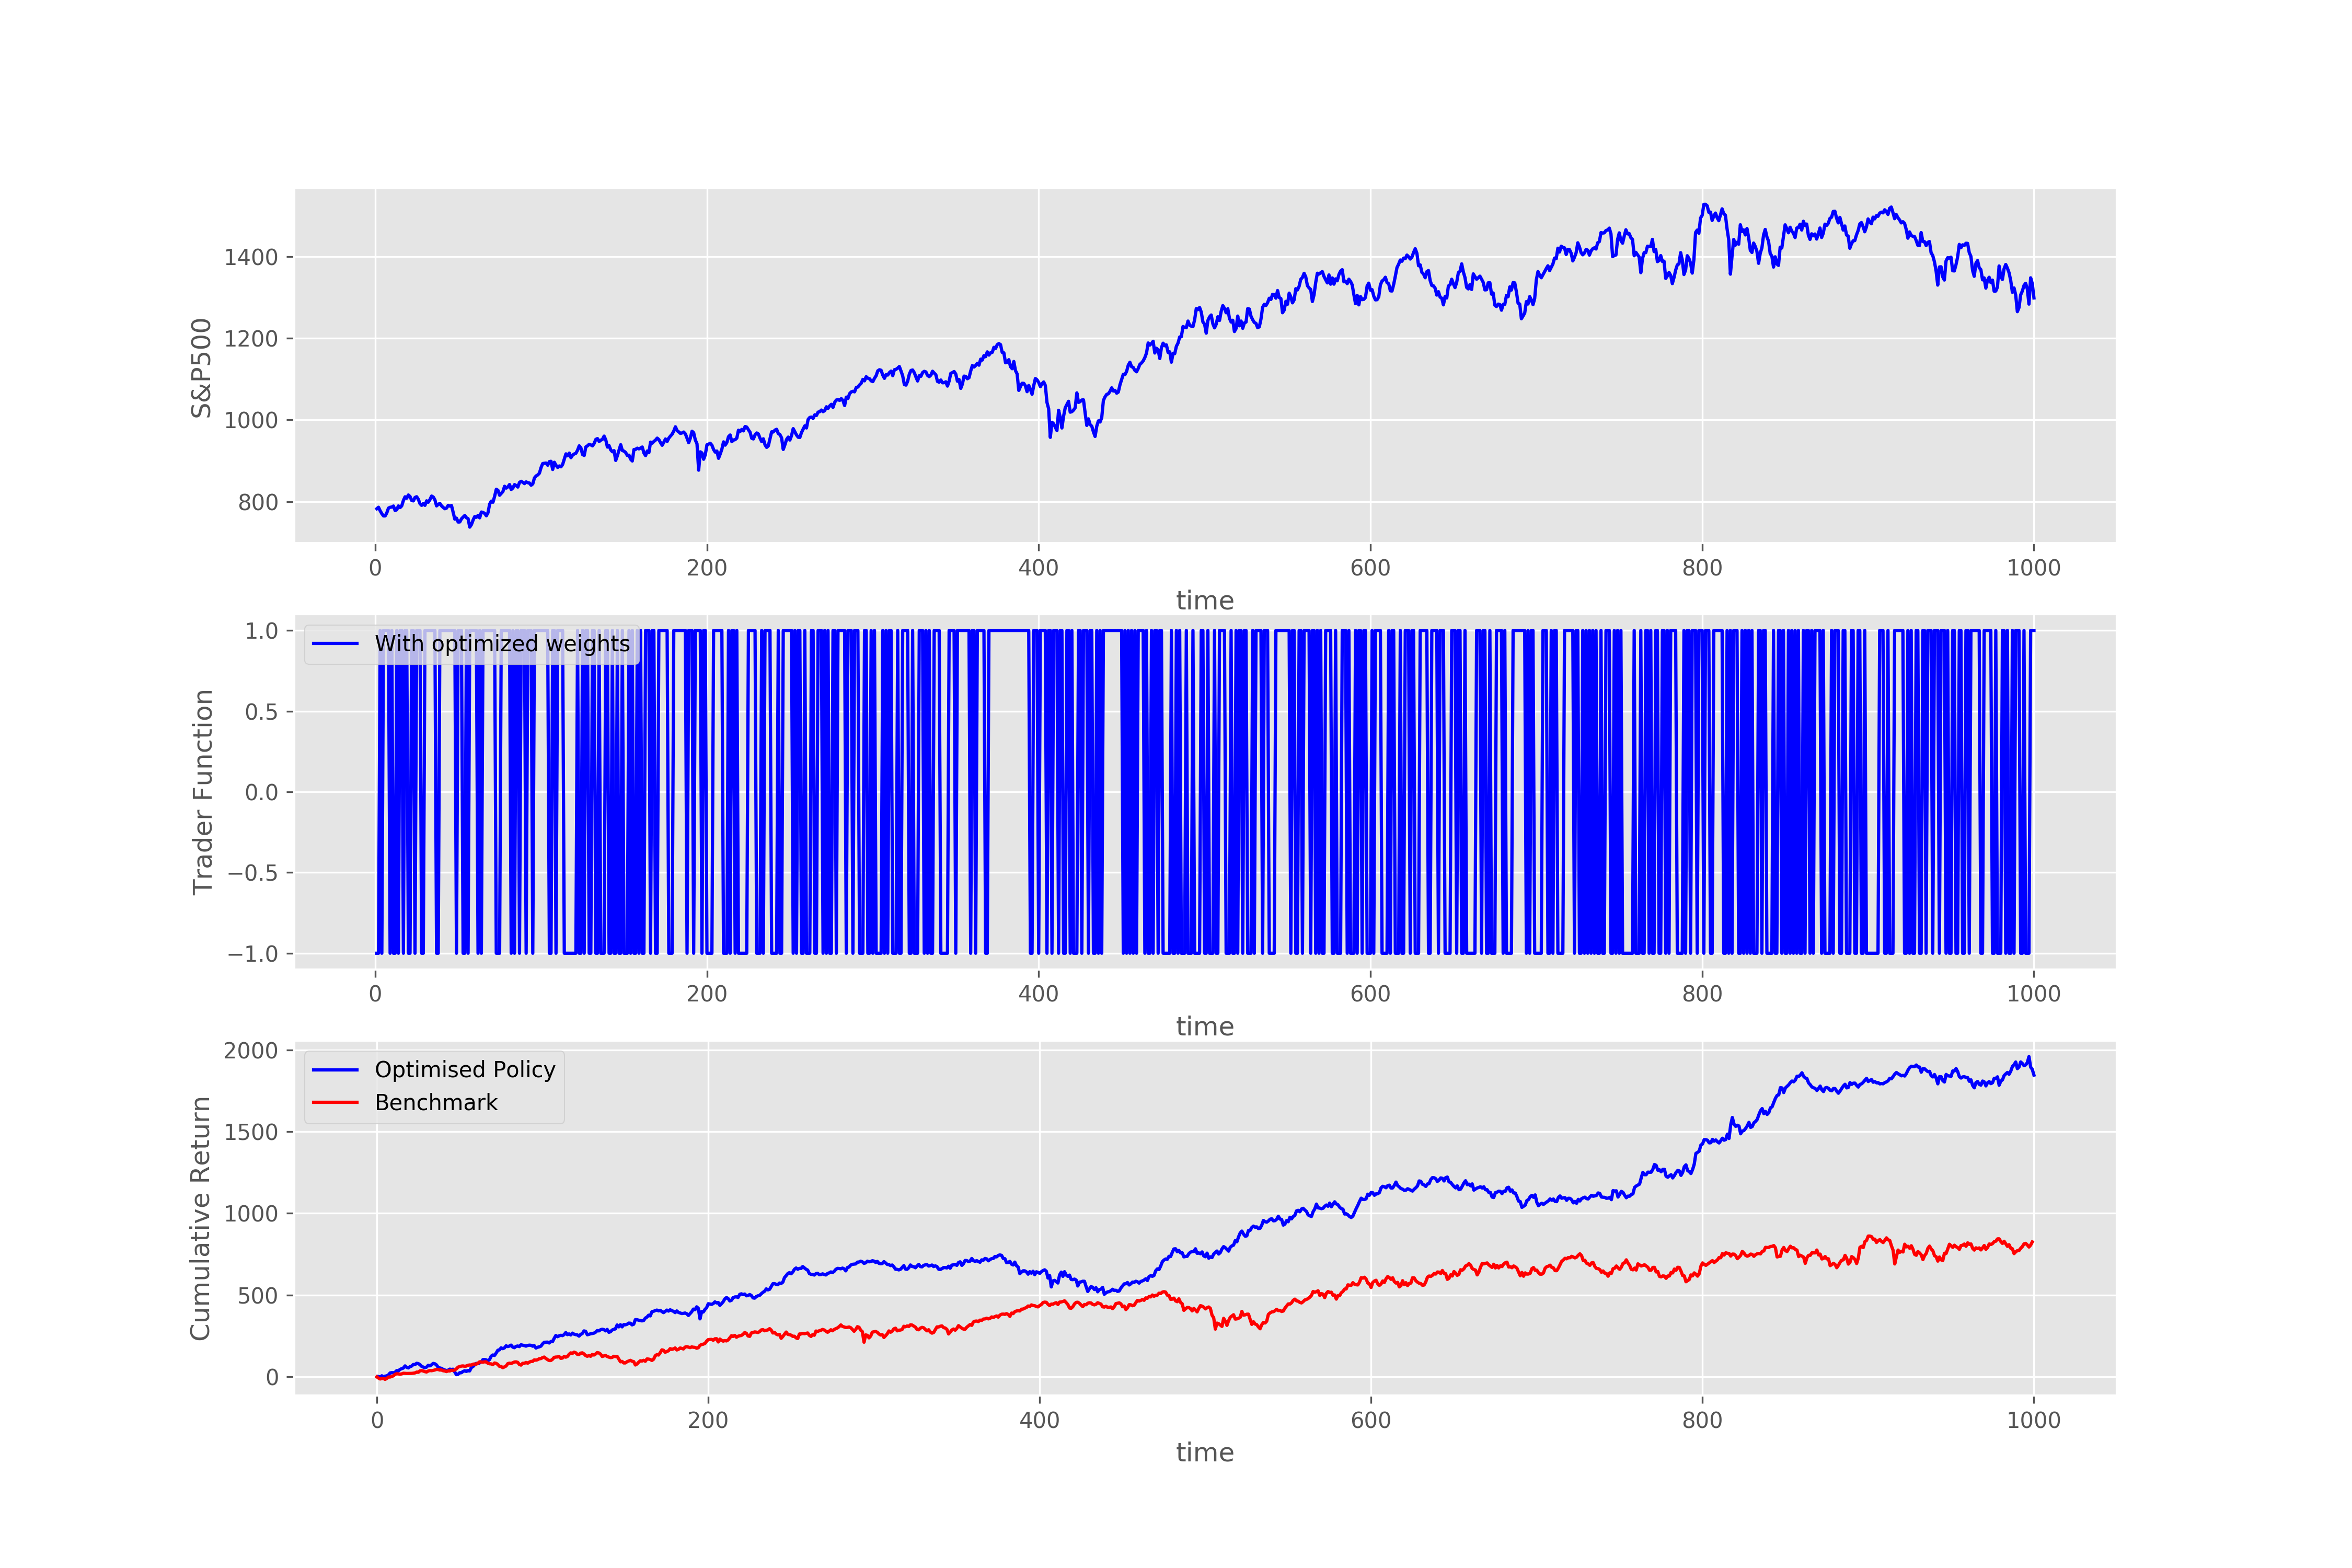 S&P500
1400
1200
1000
800
0 200 400 600 800 1000
time
With optimized weights
Trader Function
1.0
0.5
0.0
−0.5
−1.0
0 200 400 600 800 1000
time
Optimised Policy
Benchmark
Cumulative Return
2000
1500
1000
500
0
0 200 400 600 800 1000
time